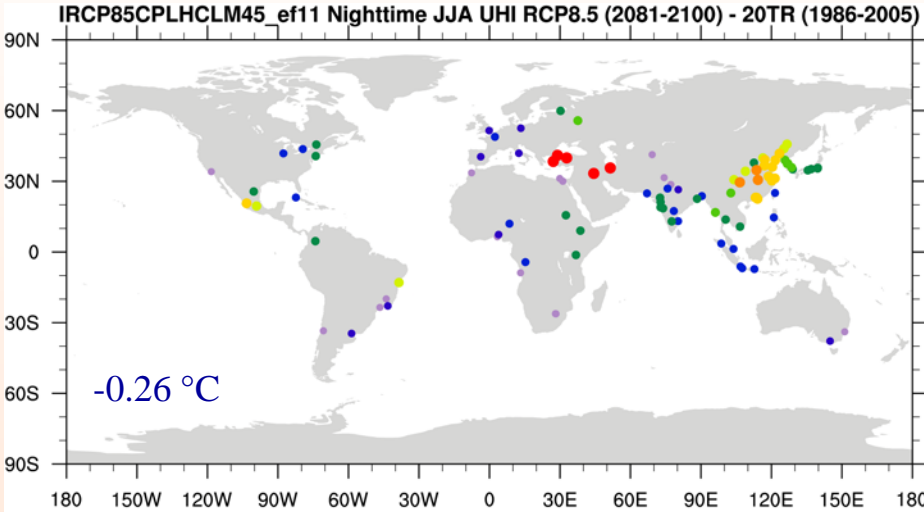 IRCP85CPLHCLM45_ef11 Nighttime JJA UHI RCP8.5 (2081-2100) - 20TR (1986-2005)
90N
60N
30N
0
30S
60S
90S
-0.26 °C
180 150W 120W 90W 60W 30W 0 30E 60E 90E 120E 150E 180